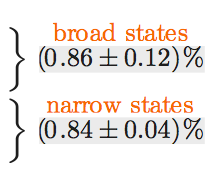 broad states
(0.86 ± 0.12)%
narrow states
(0.84 ± 0.04)%